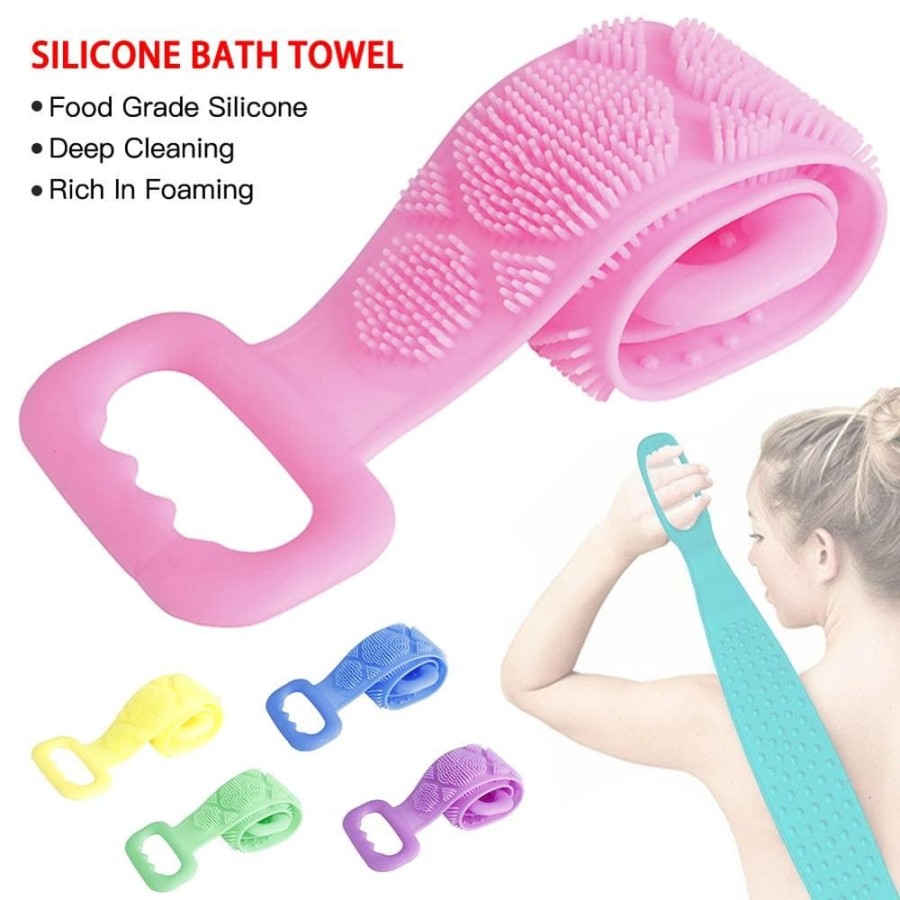 SILICONE BATH TOWEL
• Food Grade Silicone
• Deep Cleaning
• Rich In Foaming